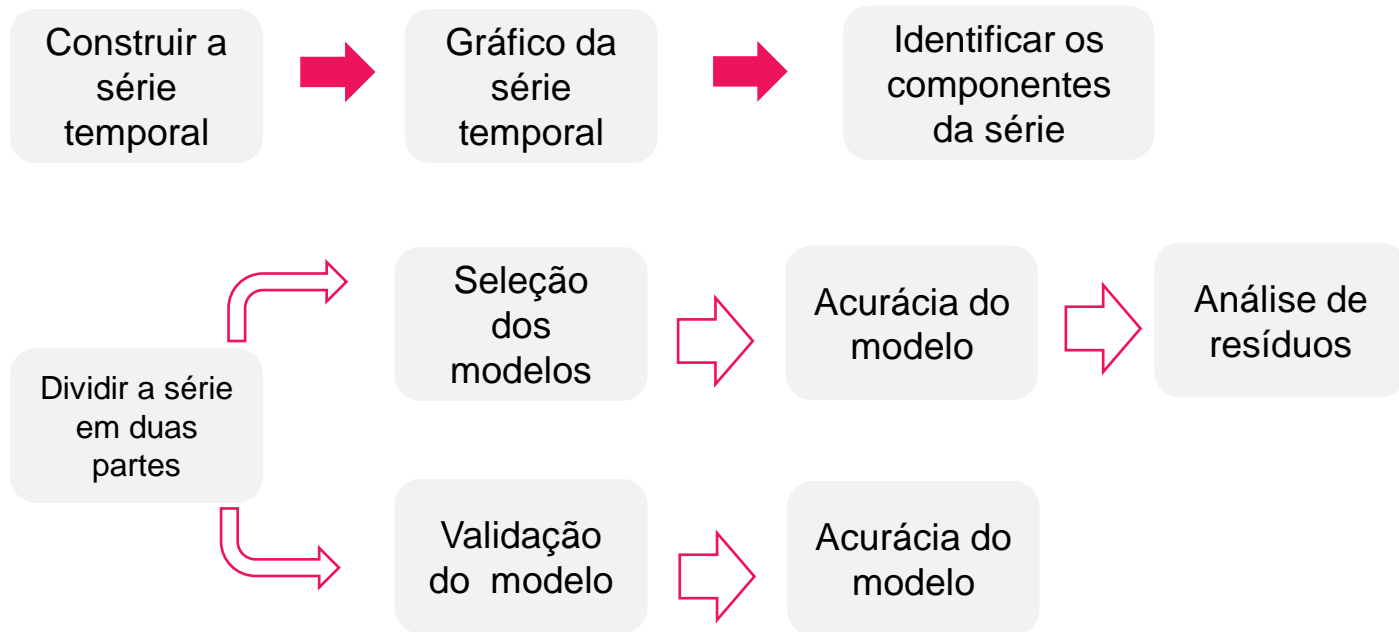 Construir a
série
temporal
Gráfico da
série
temporal
Identificar os
componentes
da série
Dividir a série
em duas
partes
Seleção
dos
modelos
Acurácia do
modelo
Análise de
resíduos
Validação
do modelo
Acurácia do
modelo